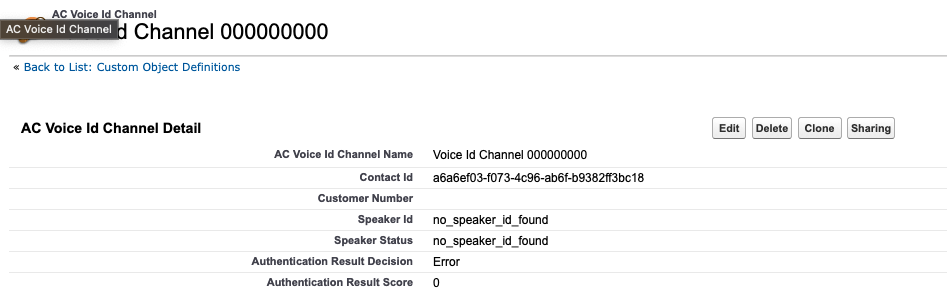 AC Voice Id Channel
AC Voice Id Channel
d Channel 000000000
« Back to List: Custom Object Definitions
AC Voice Id Channel Detail
Edit Delete Clone Sharing
AC Voice Id Channel Name Voice Id Channel 000000000
Contact Id a6a6ef03-f073-4c96-ab6f-b9382ff3bc18
Customer Number
Speaker Id no_speaker_id_found
Speaker Status no_speaker_id_found
Authentication Result Decision Error
Authentication Result Score 0